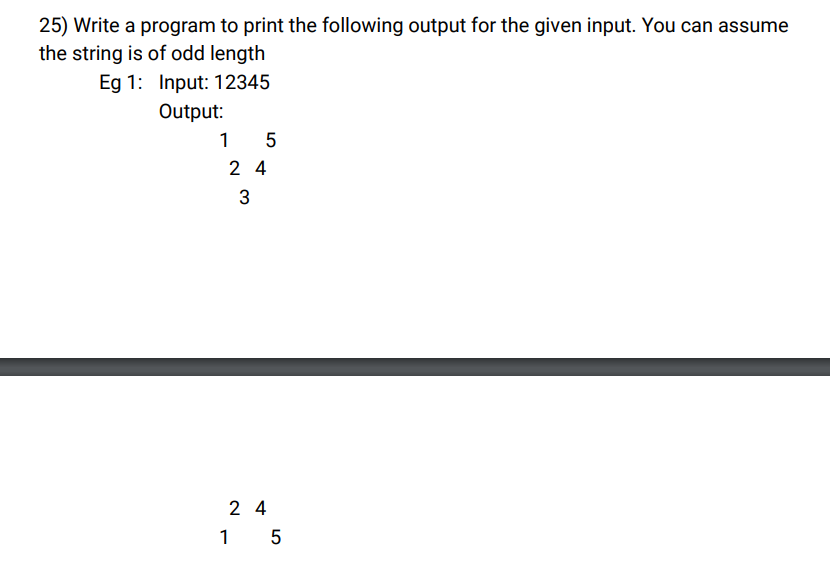 25) Write a program to print the following output for the given input. You can assume
the string is of odd length
Eg 1: Input: 12345
Output:
1 5
2 4
3
2 4
1 5